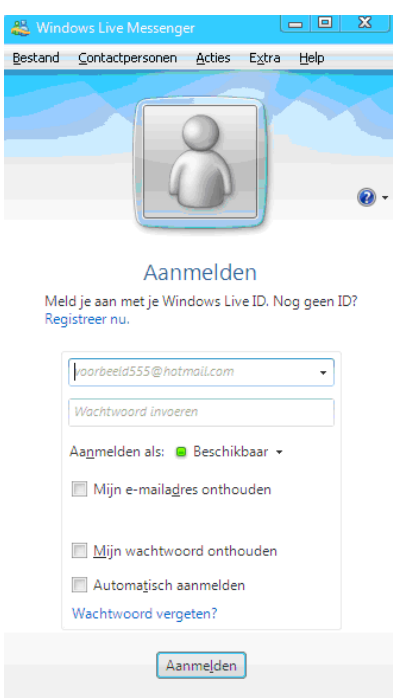 Windows Live Messenger
Bestand Contactpersonen Acties Extra Help
Aanmelden
Meld je aan met je Windows Live ID. Nog geen ID?
Registreer nu.
voorbeeld555@hotmail.com
Wachtwoord invoeren
Aanmelden als: Beschikbaar
Mijn e-mailadres onthouden
Mijn wachtwoord onthouden
Automatisch aanmelden
Wachtwoord vergeten?
Aanmelden